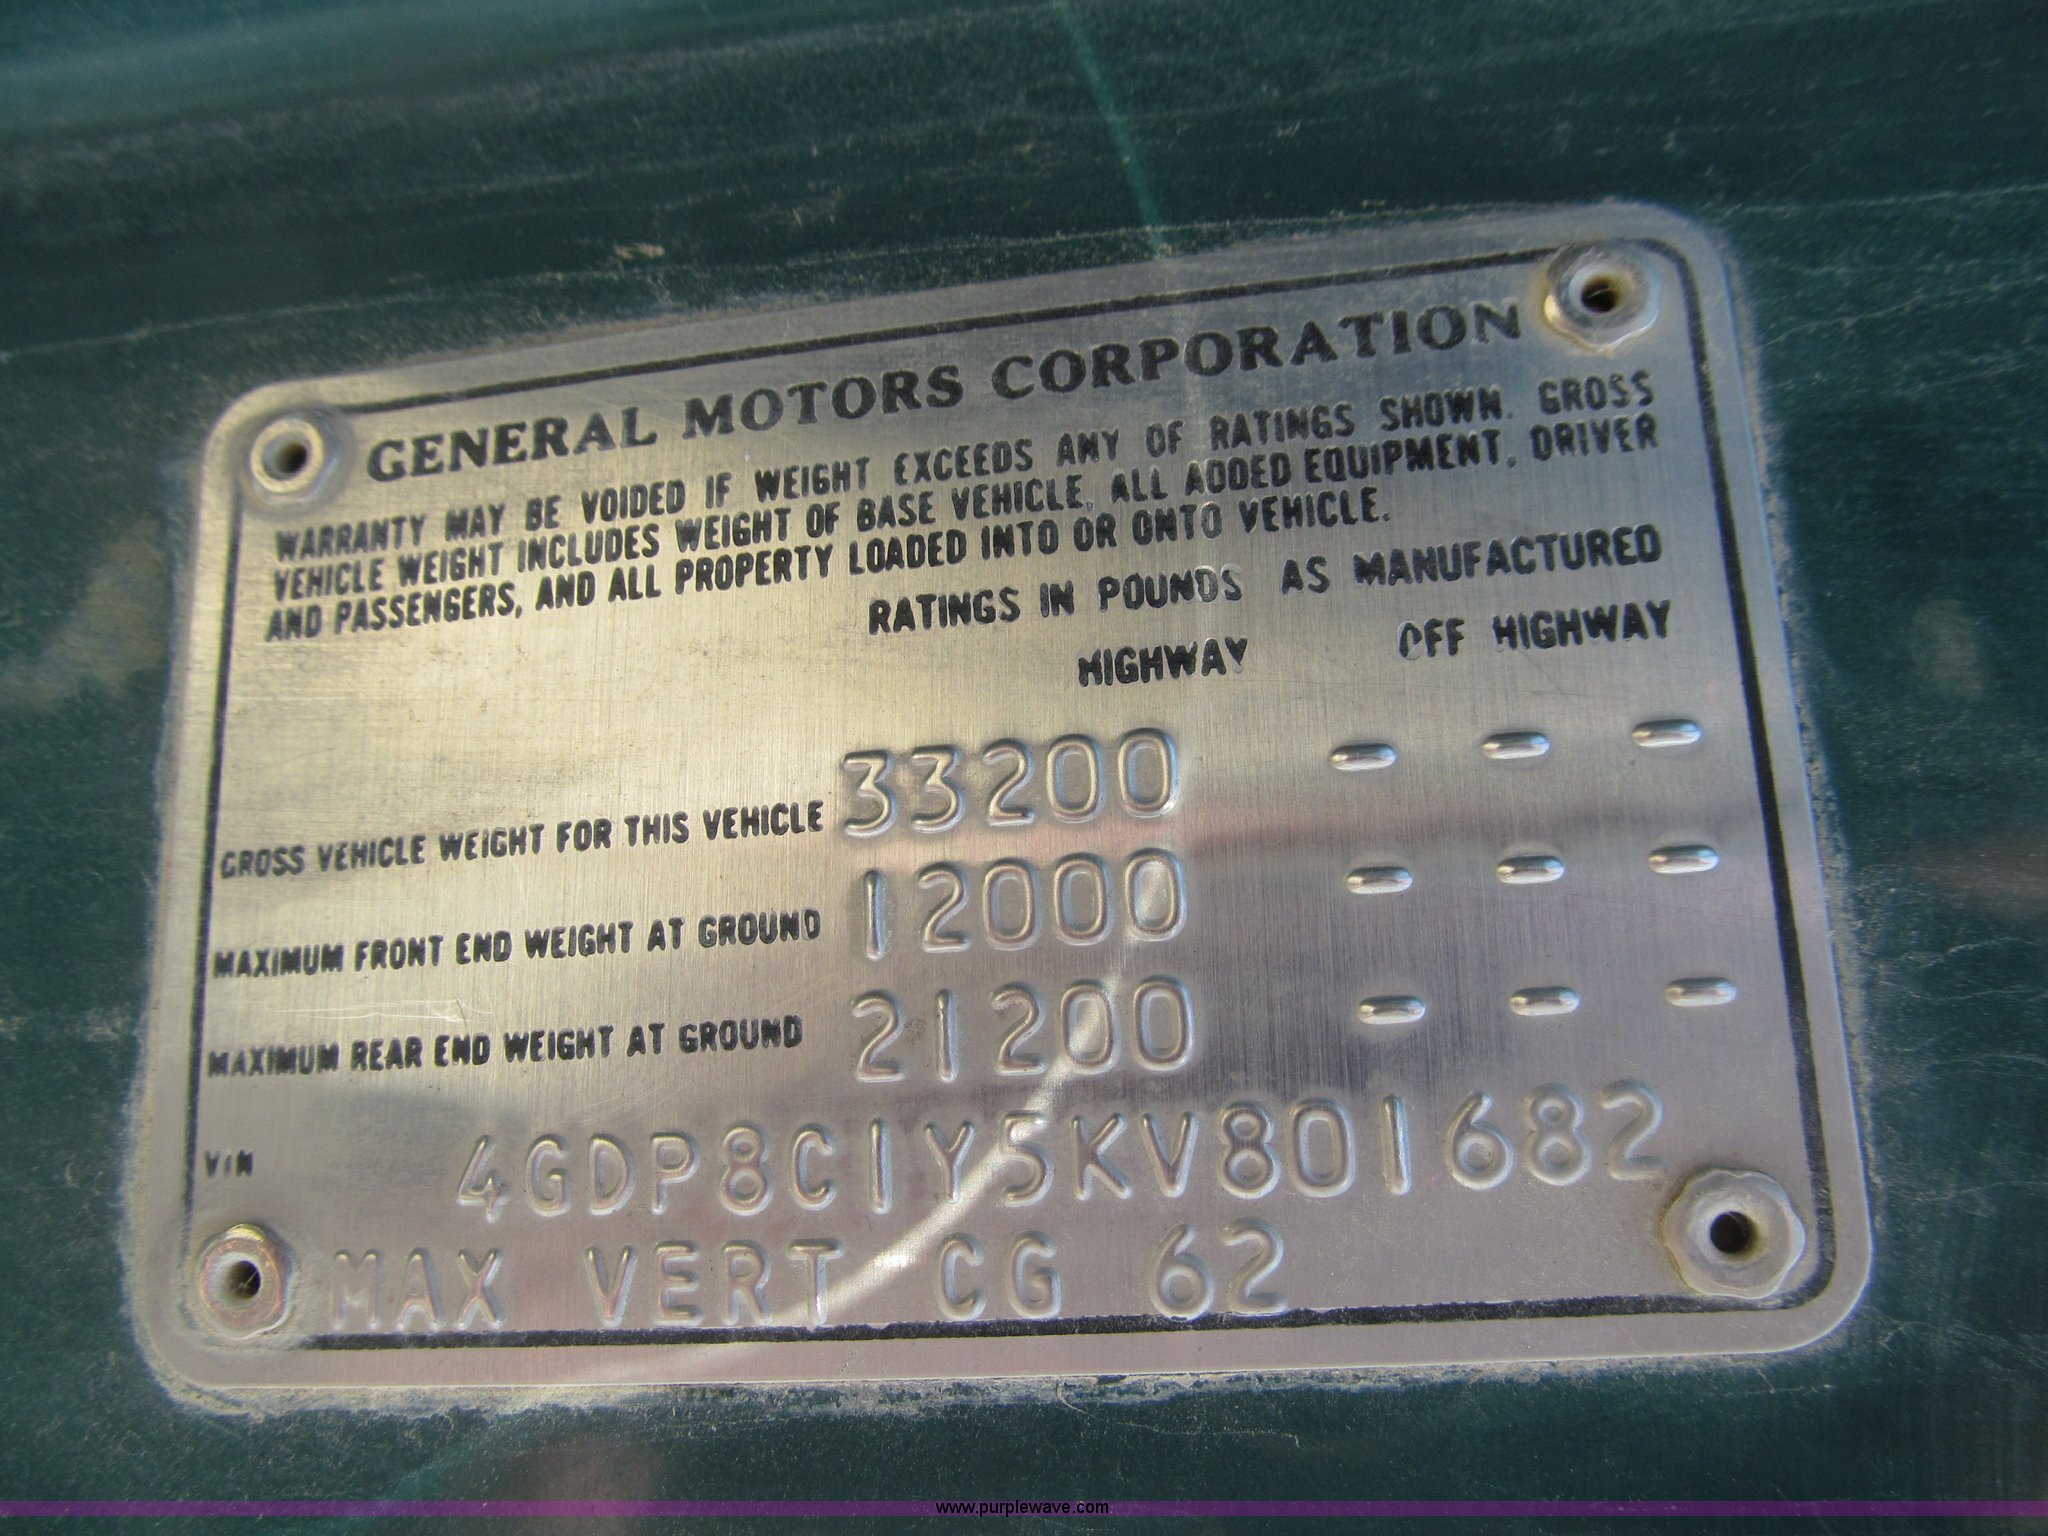 GENERAL MOTORS CORPORATION
WARRANTY MAY BE VOIDED IF WEIGHT EXCEEDS ANY OF RATINGS SHOWN. GROSS
VEHICLE WEIGHT INCLUDES WEIGHT OF BASE VEHICLE, ALL ADDED EQUIPMENT, DRIVER
AND PASSENGERS, AND ALL PROPERTY LOADED INTO OR ONTO VEHICLE.
RATINGS IN POUNDS AS MANUFACTURED
HIGHWAY OFF HIGHWAY
GROSS VEHICLE WEIGHT FOR THIS VEHICLE 33200 - - -
MAXIMUM FRONT END WEIGHT AT GROUND 12000 - - -
MAXIMUM REAR END WEIGHT AT GROUND 21200 - - -
VIN 4GDP8C1Y5KV801682
MAX VERT CG 62
www.purplewave.com